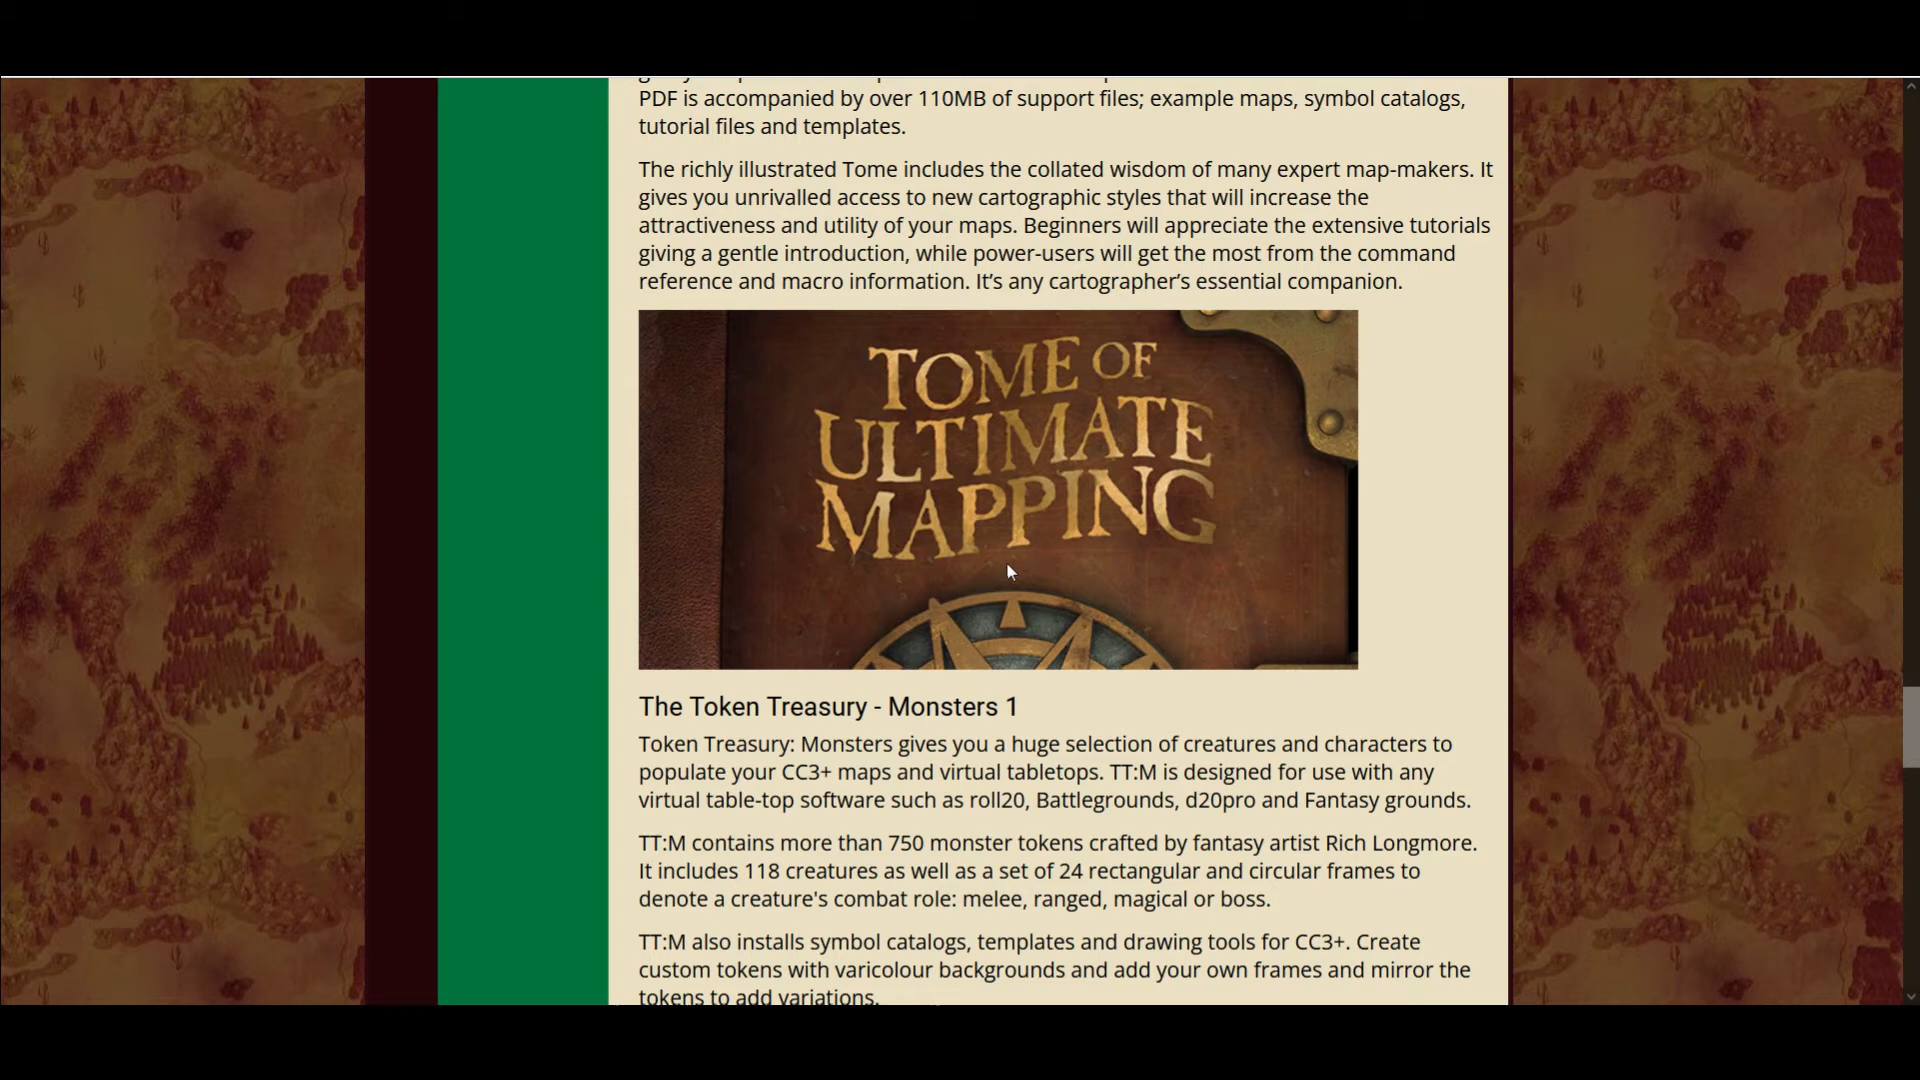 PDF is accompanied by over 110MB of support files; example maps, symbol catalogs,
tutorial files and templates.
The richly illustrated Tome includes the collated wisdom of many expert map-makers. It
gives you unrivalled access to new cartographic styles that will increase the
attractiveness and utility of your maps. Beginners will appreciate the extensive tutorials
giving a gentle introduction, while power-users will get the most from the command
reference and macro information. It’s any cartographer’s essential companion.
TOME OF
ULTIMATE
MAPPING
The Token Treasury - Monsters 1
Token Treasury: Monsters gives you a huge selection of creatures and characters to
populate your CC3+ maps and virtual tabletops. TT:M is designed for use with any
virtual table-top software such as roll20, Battlegrounds, d20pro and Fantasy grounds.
TT:M contains more than 750 monster tokens crafted by fantasy artist Rich Longmore.
It includes 118 creatures as well as a set of 24 rectangular and circular frames to
denote a creature's combat role: melee, ranged, magical or boss.
TT:M also installs symbol catalogs, templates and drawing tools for CC3+. Create
custom tokens with varicolour backgrounds and add your own frames and mirror the
tokens to add variations.